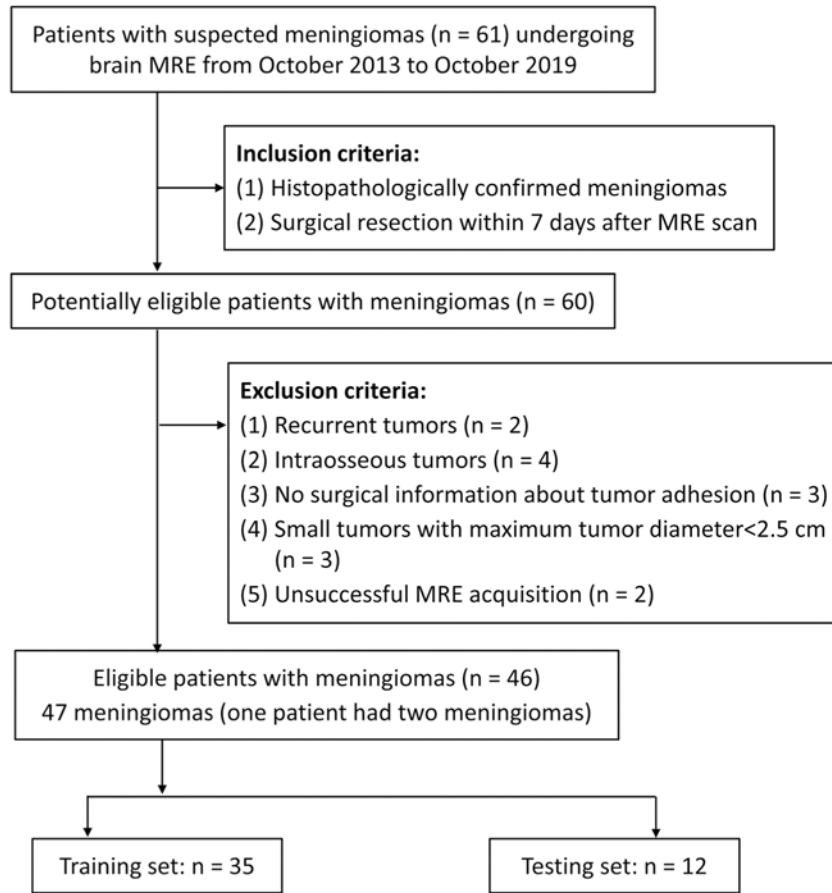 Patients with suspected meningiomas (n = 61) undergoing
brain MRE from October 2013 to October 2019
Inclusion criteria:
(1) Histopathologically confirmed meningiomas
(2) Surgical resection within 7 days after MRE scan
Potentially eligible patients with meningiomas (n = 60)
Exclusion criteria:
(1) Recurrent tumors (n = 2)
(2) Intraosseous tumors (n = 4)
(3) No surgical information about tumor adhesion (n = 3)
(4) Small tumors with maximum tumor diameter<2.5 cm
(n = 3)
(5) Unsuccessful MRE acquisition (n = 2)
Eligible patients with meningiomas (n = 46)
47 meningiomas (one patient had two meningiomas)
Training set: n = 35
Testing set: n = 12